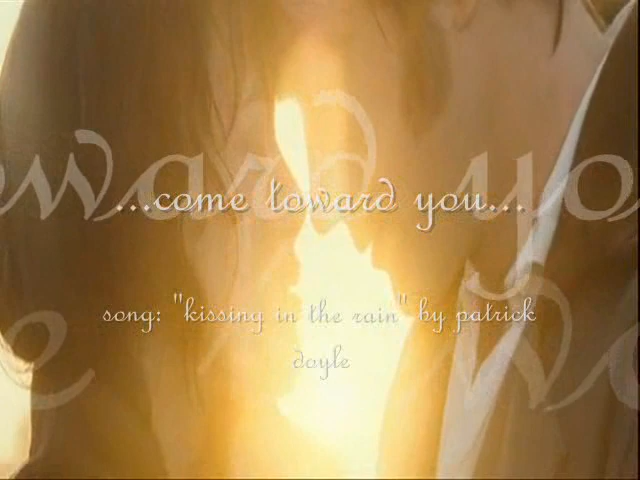 ...come toward you...
song: "kissing in the rain" by patrick
doyle